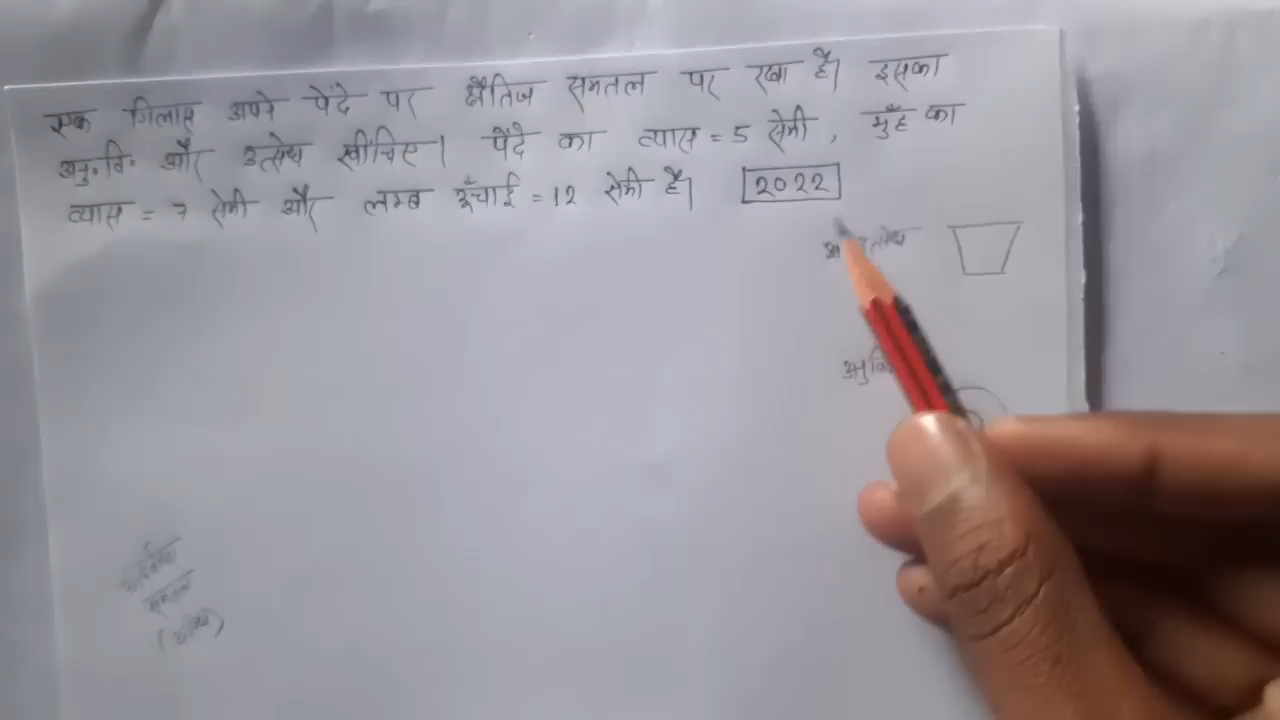 एक गिलास अपने पेंदे पर क्षैतिज समतल पर रखा है। इसका
अनु॰ वि॰ और उत्सेध खींचिए। पेंदे का व्यास = 5 सेमी, मुँह का
व्यास = 7 सेमी और लम्ब ऊँचाई = 12 सेमी है। 2022